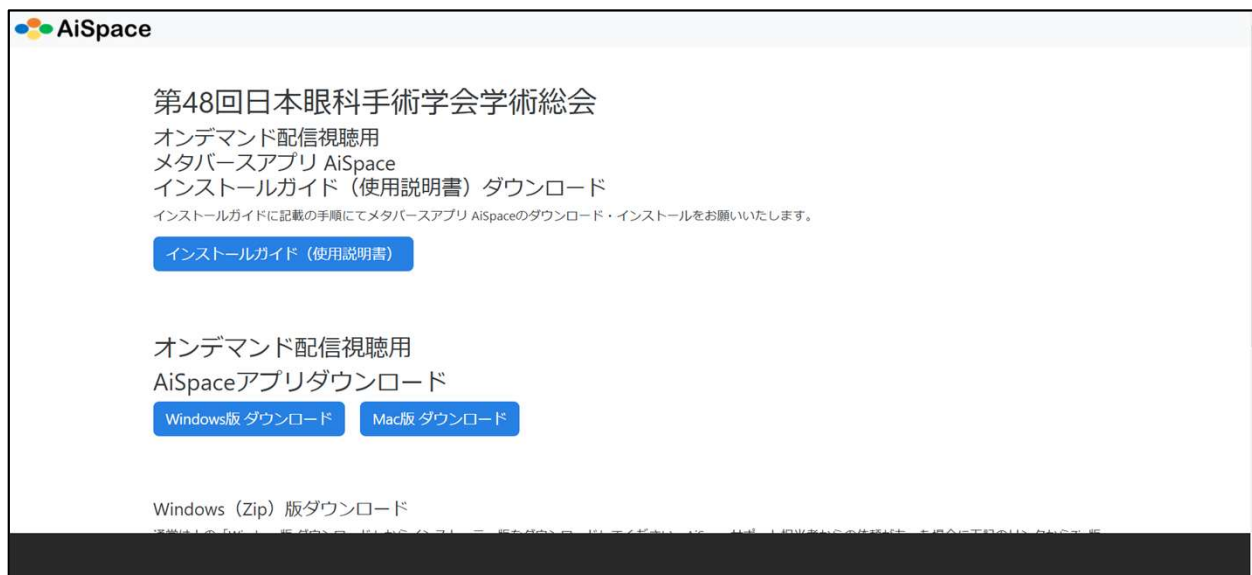 AiSpace
第48回日本眼科手術学会学術総会
オンデマンド配信視聴用
メタバースアプリ AiSpace
インストールガイド（使用説明書）ダウンロード
インストールガイドに記載の手順にてメタバースアプリ AiSpaceのダウンロード・インストールをお願いいたします。
インストールガイド（使用説明書）
オンデマンド配信視聴用
AiSpaceアプリダウンロード
Windows版 ダウンロード
Mac版 ダウンロード
Windows（Zip）版ダウンロード